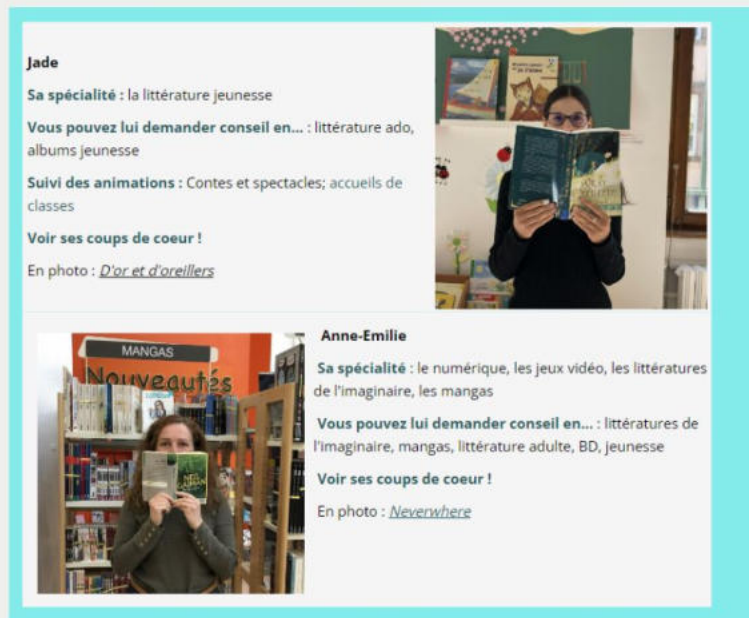 Jade
Sa spécialité : la littérature jeunesse
Vous pouvez lui demander conseil en... : littérature ado,
albums jeunesse
Suivi des animations : Contes et spectacles; accueils de
classes
Voir ses coups de coeur !
En photo : D'or et d'oreillers
MANGAS
Nouveautés
NEIL
GAIMAN
Anne-Emilie
Sa spécialité : le numérique, les jeux vidéo, les littératures
de l'imaginaire, les mangas
Vous pouvez lui demander conseil en... : littératures de
l'imaginaire, mangas, littérature adulte, BD, jeunesse
Voir ses coups de coeur !
En photo : Neverwhere